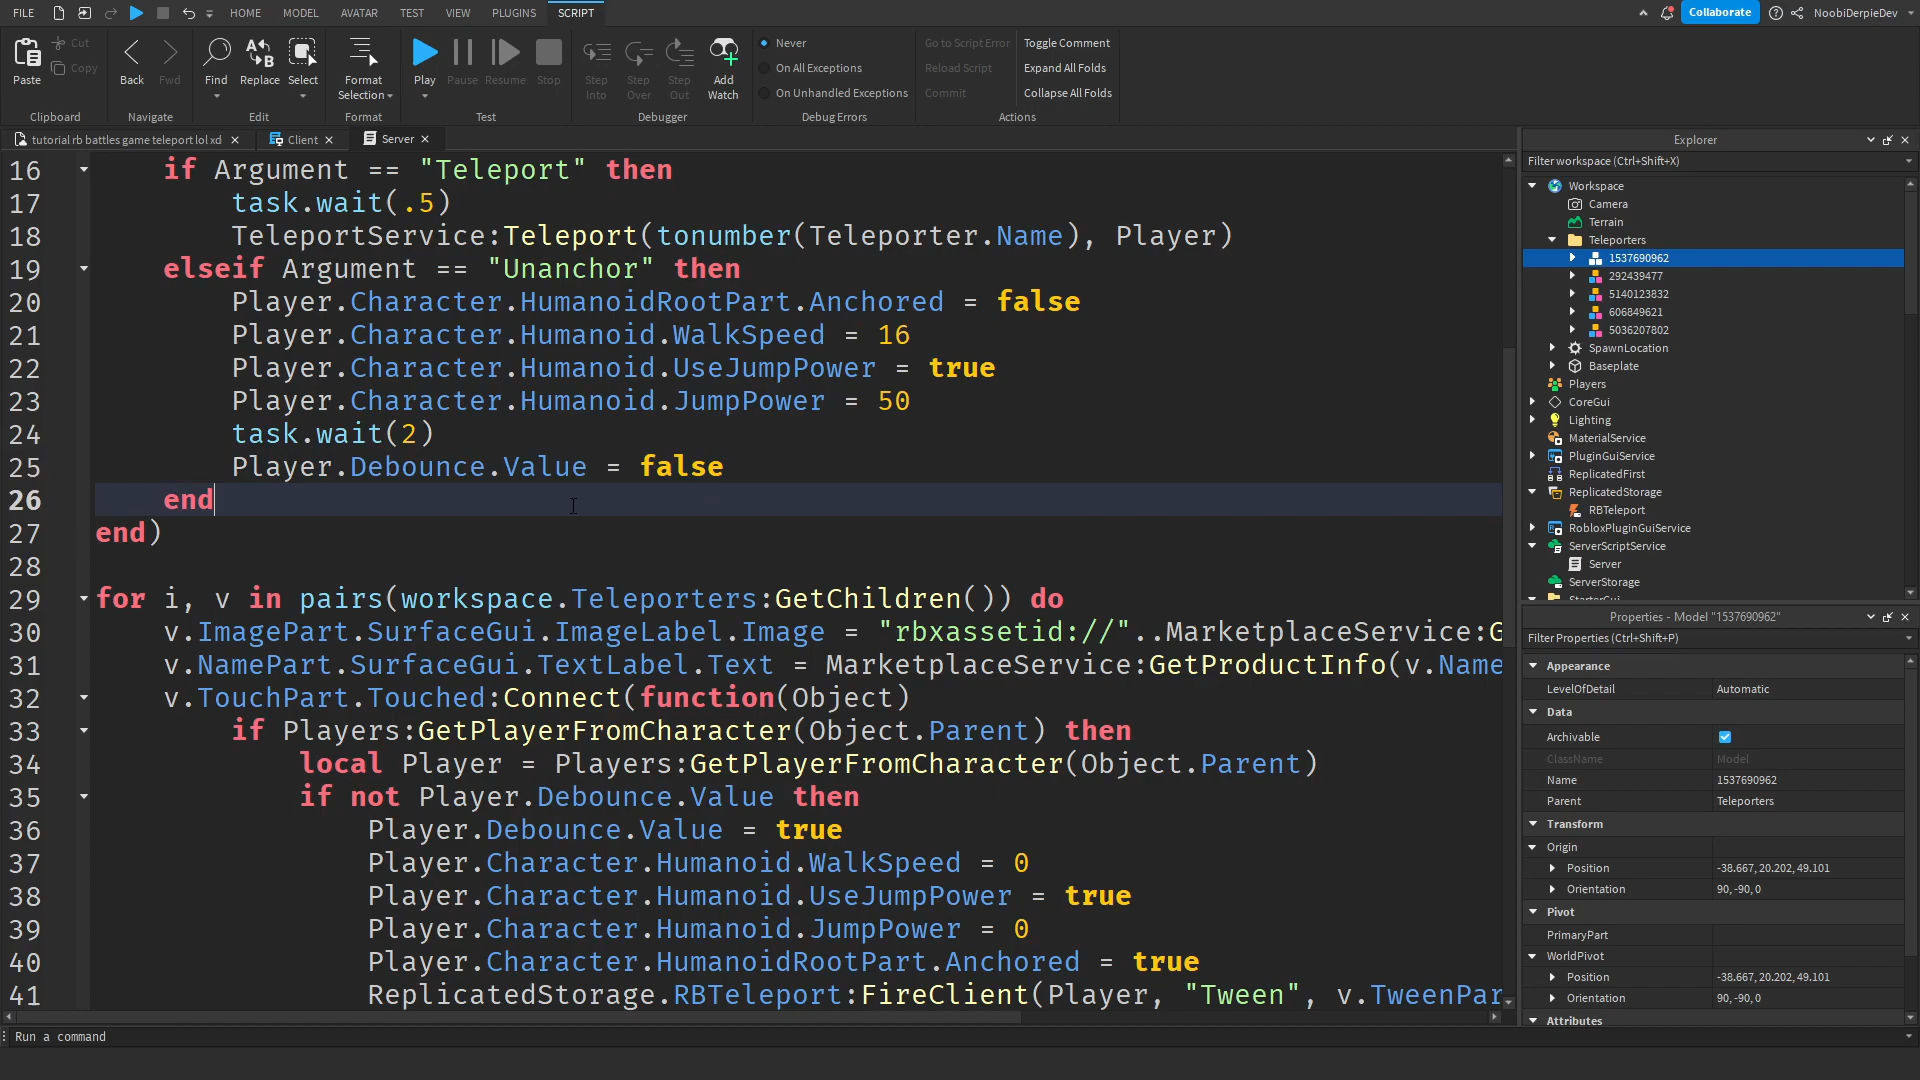 FILE HOME MODEL AVATAR TEST VIEW PLUGINS SCRIPT Collaborate NoobiDerpieDev
Paste Cut Copy Back Fwd Find Replace Select Format Selection Play Pause Resume Stop Step Into Step Over Step Out Add Watch
Never
On All Exceptions
On Unhandled Exceptions
Go to Script Error Toggle Comment
Reload Script Expand All Folds
Commit Collapse All Folds
Clipboard Navigate Edit Format Test Debugger Debug Errors Actions
tutorial rb battles game teleport lol xd Client Server
16 if Argument == "Teleport" then
17 task.wait(.5)
18 TeleportService:Teleport(tonumber(Teleporter.Name), Player)
19 elseif Argument == "Unanchor" then
20 Player.Character.HumanoidRootPart.Anchored = false
21 Player.Character.Humanoid.WalkSpeed = 16
22 Player.Character.Humanoid.UseJumpPower = true
23 Player.Character.Humanoid.JumpPower = 50
24 task.wait(2)
25 Player.Debounce.Value = false
26 end
27 end)
28
29 for i, v in pairs(workspace.Teleporters:GetChildren()) do
30 v.ImagePart.SurfaceGui.ImageLabel.Image = "rbxassetid://"..MarketplaceService:G
31 v.NamePart.SurfaceGui.TextLabel.Text = MarketplaceService:GetProductInfo(v.Name
32 v.TouchPart.Touched:Connect(function(Object)
33 if Players:GetPlayerFromCharacter(Object.Parent) then
34 local Player = Players:GetPlayerFromCharacter(Object.Parent)
35 if not Player.Debounce.Value then
36 Player.Debounce.Value = true
37 Player.Character.Humanoid.WalkSpeed = 0
38 Player.Character.Humanoid.UseJumpPower = true
39 Player.Character.Humanoid.JumpPower = 0
40 Player.Character.HumanoidRootPart.Anchored = true
41 ReplicatedStorage.RBTeleport:FireClient(Player, "Tween", v.TweenPar
Run a command
Explorer
Filter workspace (Ctrl+Shift+X)
Workspace
Camera
Terrain
Teleporters
1537690962
292439477
5140123832
606849621
5036207802
SpawnLocation
Baseplate
Players
CoreGui
Lighting
MaterialService
PluginGuiService
ReplicatedFirst
ReplicatedStorage
RBTeleport
RobloxPluginGuiService
ServerScriptService
Server
ServerStorage
StarterGui
Properties - Model "1537690962"
Filter Properties (Ctrl+Shift+P)
Appearance
LevelOfDetail Automatic
Data
Archivable
ClassName Model
Name 1537690962
Parent Teleporters
Transform
Origin
Position -38.667, 20.202, 49.101
Orientation 90, -90, 0
Pivot
PrimaryPart
WorldPivot
Position -38.667, 20.202, 49.101
Orientation 90, -90, 0
Attributes